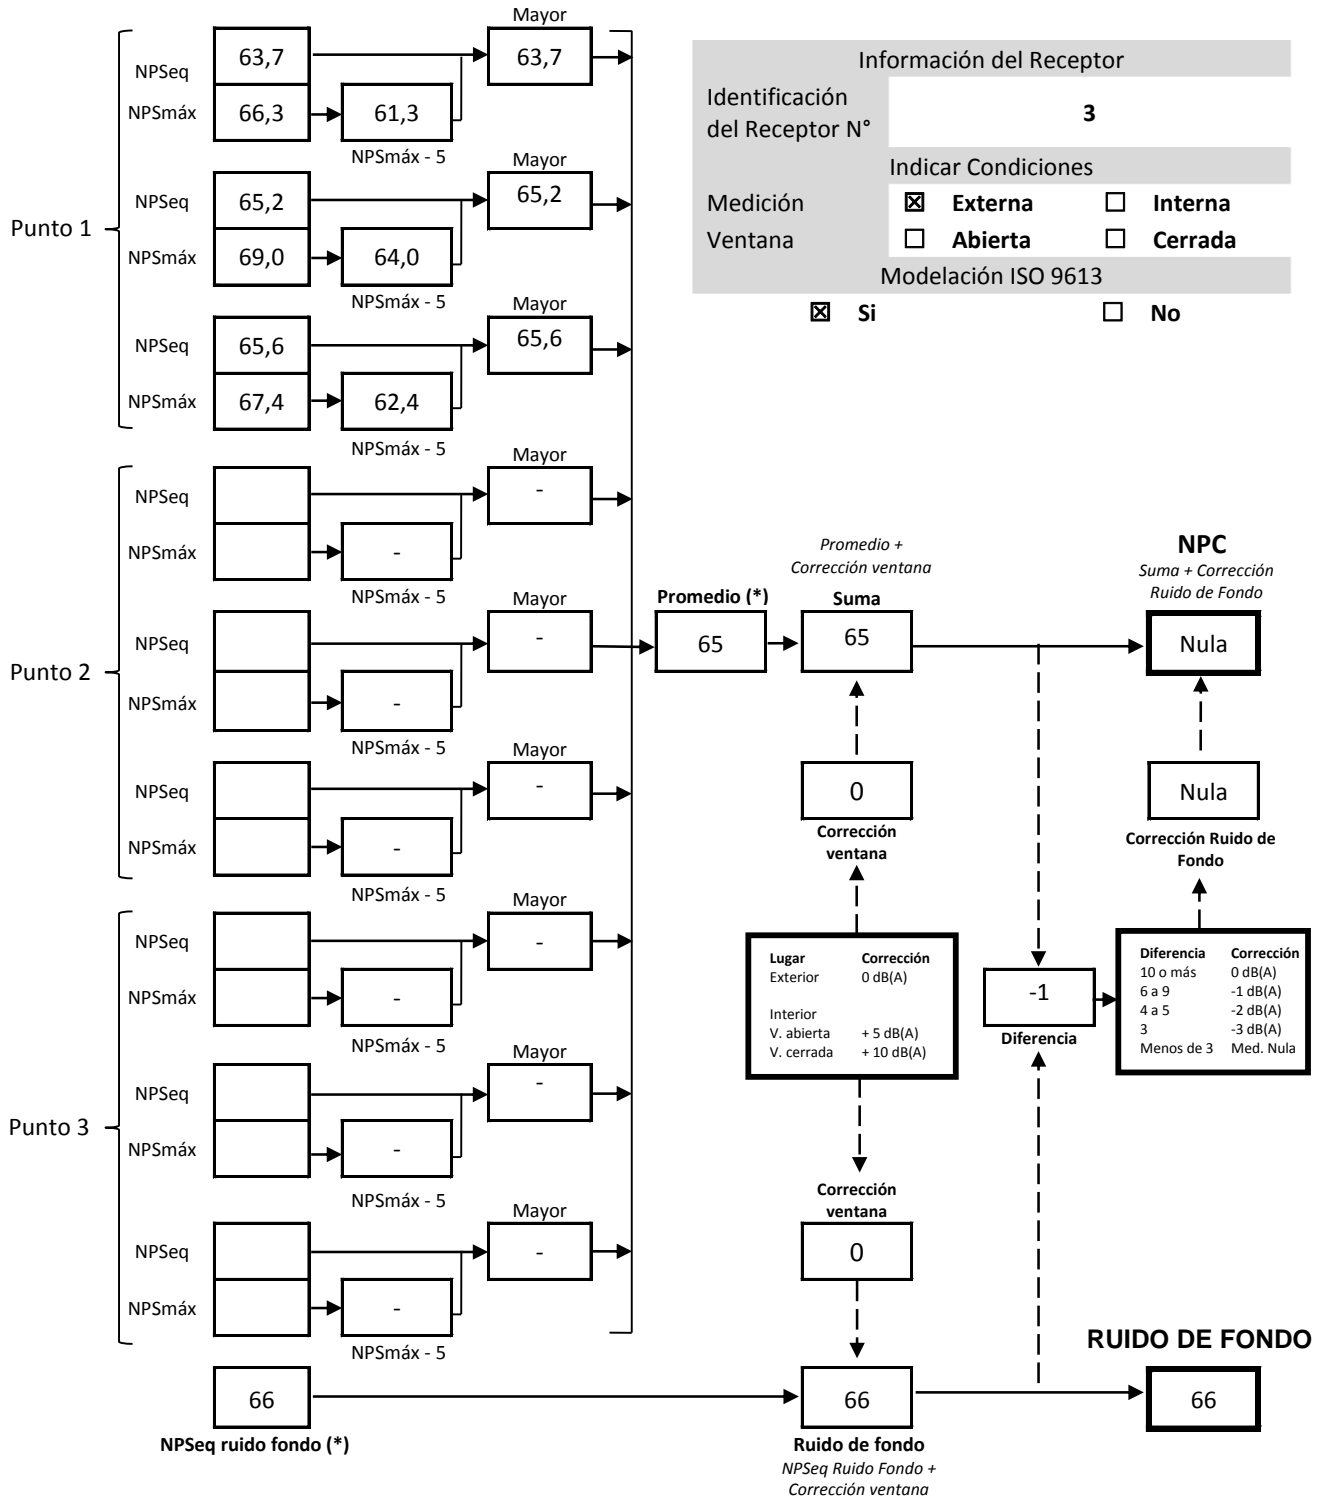 Mayor
NPSeq
63,7
63,7
NPSmáx
66,3
61,3
NPSmáx - 5
Mayor
Punto 1
NPSeq
65,2
65,2
NPSmáx
69,0
64,0
NPSmáx - 5
Mayor
NPSeq
65,6
65,6
NPSmáx
67,4
62,4
NPSmáx - 5
Información del Receptor
Identificación
del Receptor N°
3
Indicar Condiciones
Medición
☒ Externa
☐ Interna
Ventana
☐ Abierta
☐ Cerrada
Modelación ISO 9613
☒ Si
☐ No
Mayor
NPSeq
-
NPSmáx
-
NPSmáx - 5
Mayor
Punto 2
NPSeq
-
NPSmáx
-
NPSmáx - 5
Mayor
NPSeq
-
NPSmáx
-
NPSmáx - 5
Mayor
NPSeq
-
NPSmáx
-
NPSmáx - 5
Mayor
Punto 3
NPSeq
-
NPSmáx
-
NPSmáx - 5
Mayor
NPSeq
-
NPSmáx
-
NPSmáx - 5
Promedio (*)
65
Promedio +
Corrección ventana
Suma
65
0
Corrección
ventana
NPC
Suma + Corrección
Ruido de Fondo
Nula
Nula
Corrección Ruido de
Fondo
Lugar Corrección
Exterior 0 dB(A)
Interior
V. abierta + 5 dB(A)
V. cerrada + 10 dB(A)
-1
Diferencia
Diferencia Corrección
10 o más 0 dB(A)
6 a 9 -1 dB(A)
4 a 5 -2 dB(A)
3 -3 dB(A)
Menos de 3 Med. Nula
Corrección
ventana
0
66
NPSeq ruido fondo (*)
66
Ruido de fondo
NPSeq Ruido Fondo +
Corrección ventana
RUIDO DE FONDO
66